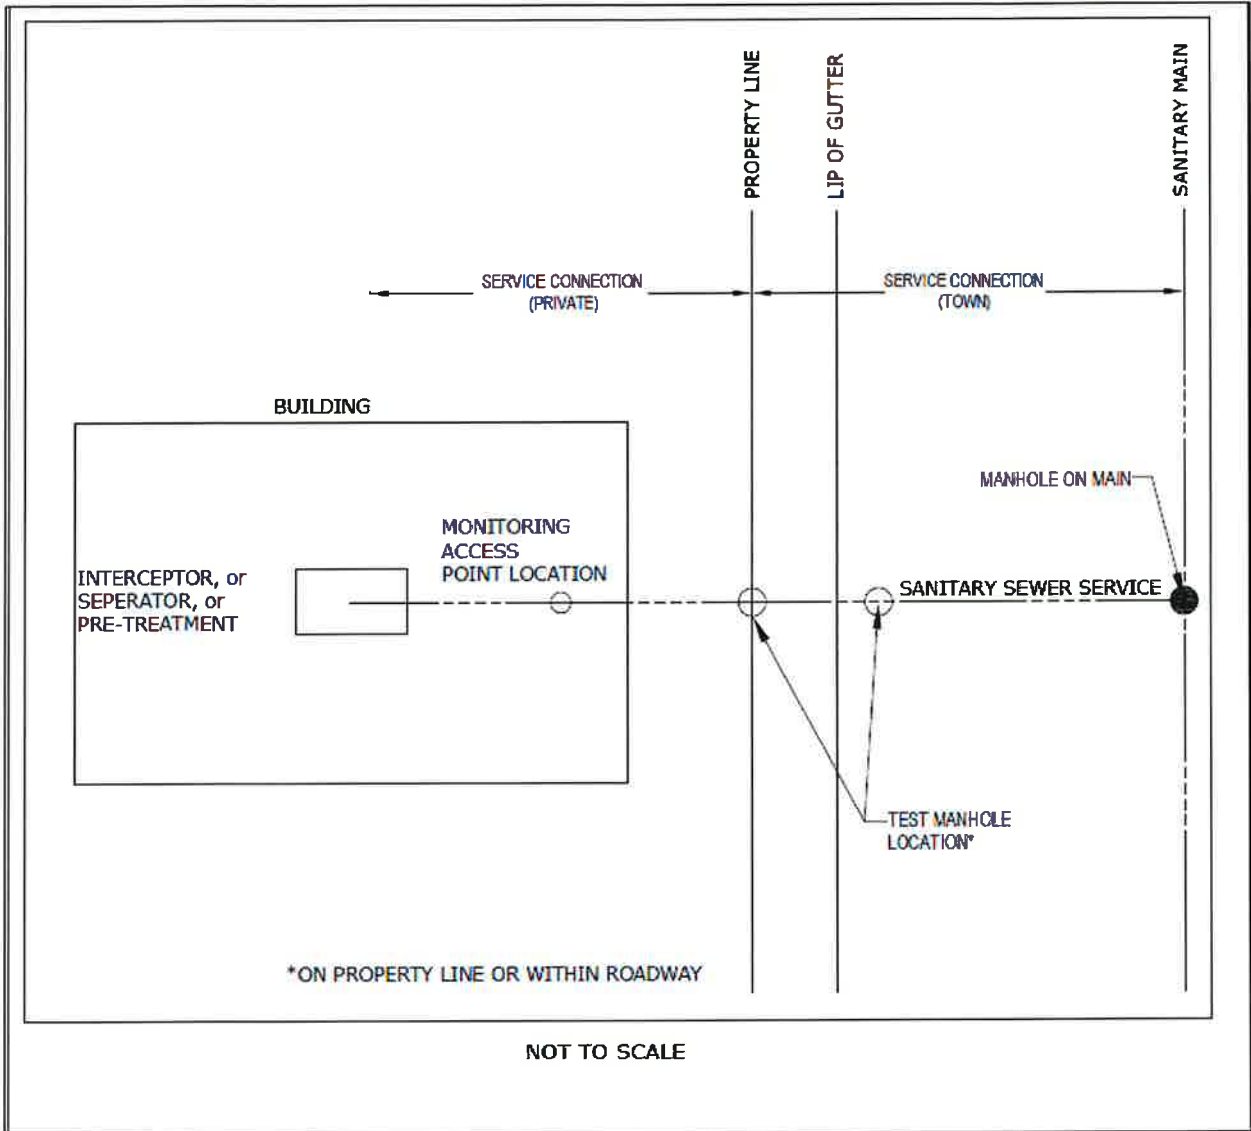 PROPERTY LINE
LIP OF GUTTER
SANITARY MAIN
SERVICE CONNECTION
(PRIVATE)
SERVICE CONNECTION
(TOWN)
BUILDING
MANHOLE ON MAIN
MONITORING
ACCESS
POINT LOCATION
INTERCEPTOR, or
SEPERATOR, or
PRE-TREATMENT
SANITARY SEWER SERVICE
TEST MANHOLE
LOCATION*
*ON PROPERTY LINE OR WITHIN ROADWAY
NOT TO SCALE